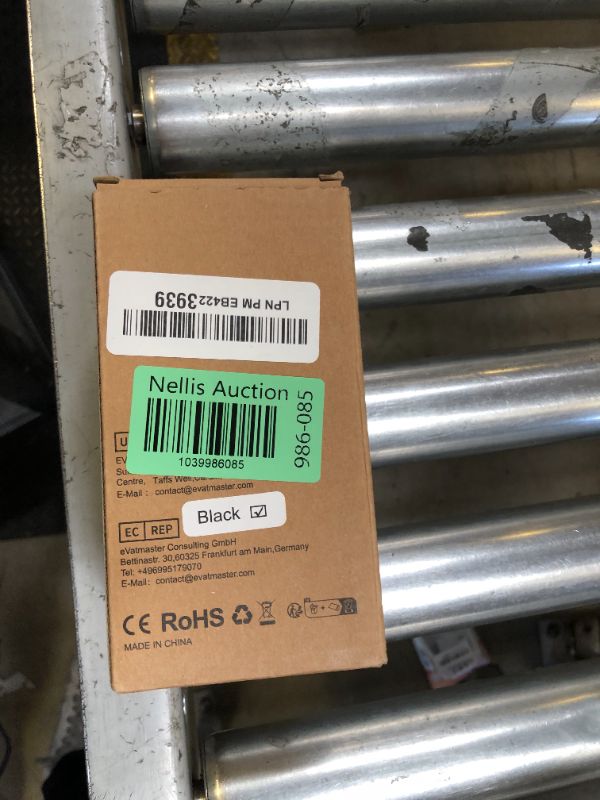 LPN PM EB4223939
Nellis Auction
1039986085
986-085
U
EV
Su
Centre, Taffs Well,
E-Mail : contact@evatmaster.com
Black ☑
EC REP
eVatmaster Consulting GmbH
Bettinastr. 30,60325 Frankfurt am Main,Germany
Tel: +496995179070
E-Mail: contact@evatmaster.com
CE RoHS
MADE IN CHINA